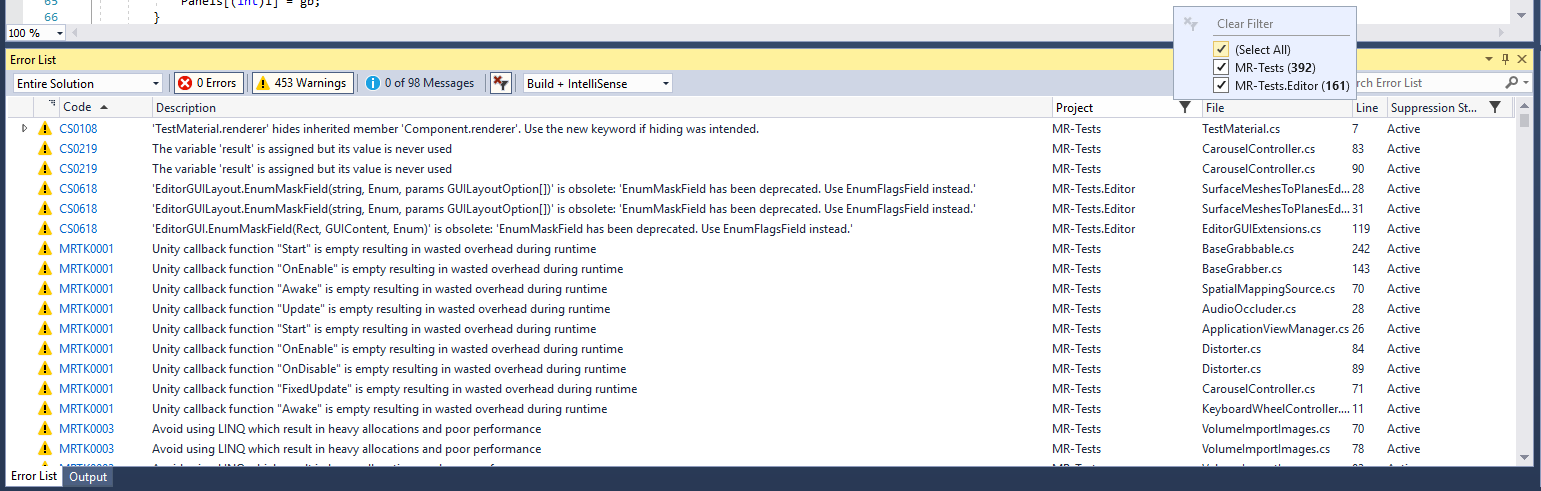 65 Panels[(int)i] = gb;
66 }
100 %
Clear Filter
(Select All)
MR-Tests (392)
MR-Tests.Editor (161)
Error List
Entire Solution 0 Errors 453 Warnings 0 of 98 Messages Build + IntelliSense rch Error List
Code Description Project File Line Suppression St...
CS0108 'TestMaterial.renderer' hides inherited member 'Component.renderer'. Use the new keyword if hiding was intended. MR-Tests TestMaterial.cs 7 Active
CS0219 The variable 'result' is assigned but its value is never used MR-Tests CarouselController.cs 83 Active
CS0219 The variable 'result' is assigned but its value is never used MR-Tests CarouselController.cs 90 Active
CS0618 'EditorGUILayout.EnumMaskField(string, Enum, params GUILayoutOption[])' is obsolete: 'EnumMaskField has been deprecated. Use EnumFlagsField instead.' MR-Tests.Editor SurfaceMeshesToPlanesEd... 28 Active
CS0618 'EditorGUILayout.EnumMaskField(string, Enum, params GUILayoutOption[])' is obsolete: 'EnumMaskField has been deprecated. Use EnumFlagsField instead.' MR-Tests.Editor SurfaceMeshesToPlanesEd... 31 Active
CS0618 'EditorGUI.EnumMaskField(Rect, GUIContent, Enum)' is obsolete: 'EnumMaskField has been deprecated. Use EnumFlagsField instead.' MR-Tests.Editor EditorGUIExtensions.cs 119 Active
MRTK0001 Unity callback function "Start" is empty resulting in wasted overhead during runtime MR-Tests BaseGrabbable.cs 242 Active
MRTK0001 Unity callback function "OnEnable" is empty resulting in wasted overhead during runtime MR-Tests BaseGrabber.cs 143 Active
MRTK0001 Unity callback function "Awake" is empty resulting in wasted overhead during runtime MR-Tests SpatialMappingSource.cs 70 Active
MRTK0001 Unity callback function "Update" is empty resulting in wasted overhead during runtime MR-Tests AudioOccluder.cs 28 Active
MRTK0001 Unity callback function "Start" is empty resulting in wasted overhead during runtime MR-Tests ApplicationViewManager.cs 26 Active
MRTK0001 Unity callback function "OnEnable" is empty resulting in wasted overhead during runtime MR-Tests Distorter.cs 84 Active
MRTK0001 Unity callback function "OnDisable" is empty resulting in wasted overhead during runtime MR-Tests Distorter.cs 89 Active
MRTK0001 Unity callback function "FixedUpdate" is empty resulting in wasted overhead during runtime MR-Tests CarouselController.cs 71 Active
MRTK0001 Unity callback function "Awake" is empty resulting in wasted overhead during runtime MR-Tests KeyboardWheelController.... 11 Active
MRTK0003 Avoid using LINQ which result in heavy allocations and poor performance MR-Tests VolumeImportImages.cs 70 Active
MRTK0003 Avoid using LINQ which result in heavy allocations and poor performance MR-Tests VolumeImportImages.cs 78 Active
Error List Output